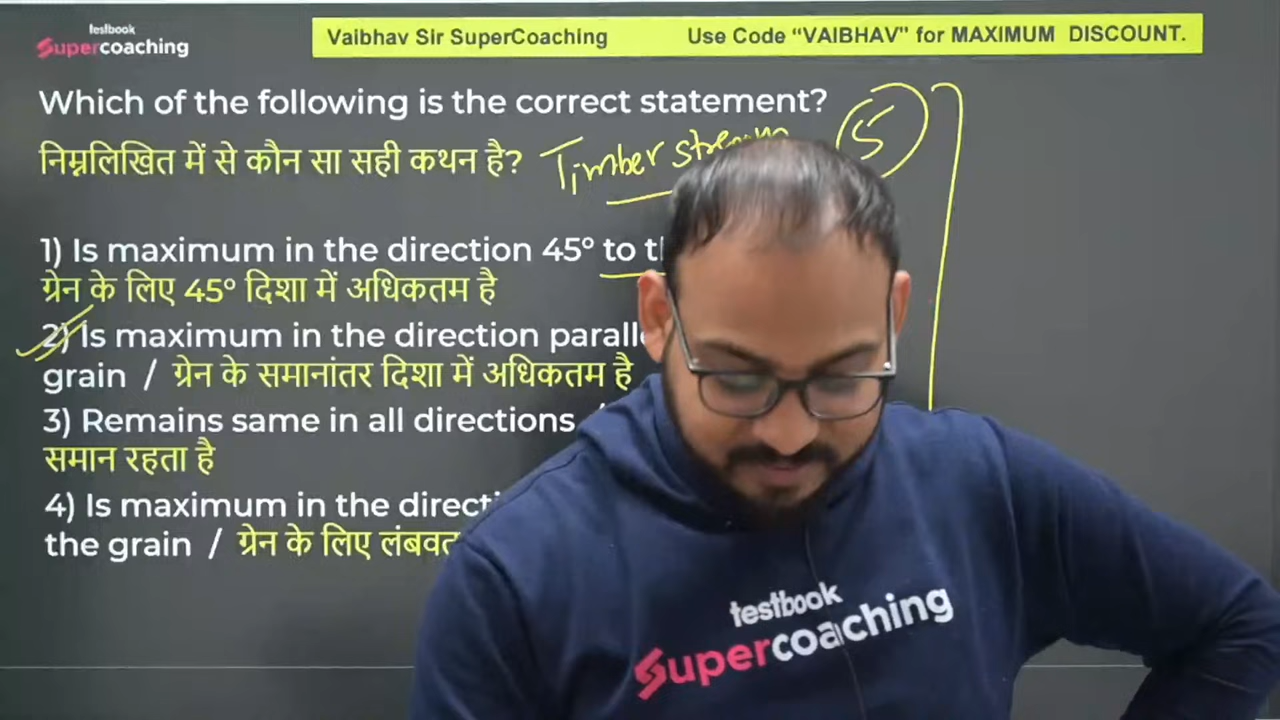 testbook
Supercoaching
Vaibhav Sir SuperCoaching Use Code “VAIBHAV” for MAXIMUM DISCOUNT.
Which of the following is the correct statement?
निम्नलिखित में से कौन सा सही कथन है? Timber
5
1) Is maximum in the direction 45° to
ग्रेन के लिए 45° दिशा में अधिकतम है
2) Is maximum in the direction
grain / ग्रेन के समानांतर दिशा में अधिकतम है
3) Remains same in all directions
समान रहता है
4) Is maximum in the
the grain / ग्रेन के लिए
testbook
Supercoaching